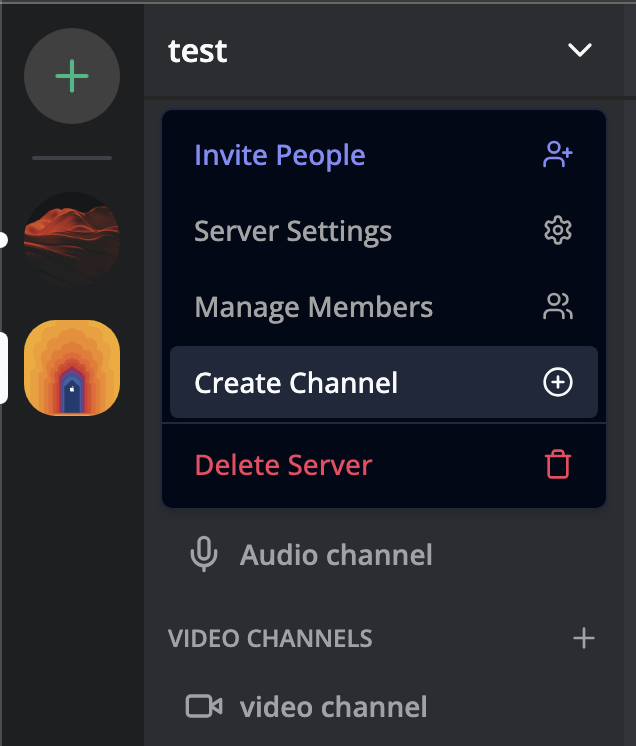 test
Invite People
Server Settings
Manage Members
Create Channel
Delete Server
Audio channel
VIDEO CHANNELS
video channel